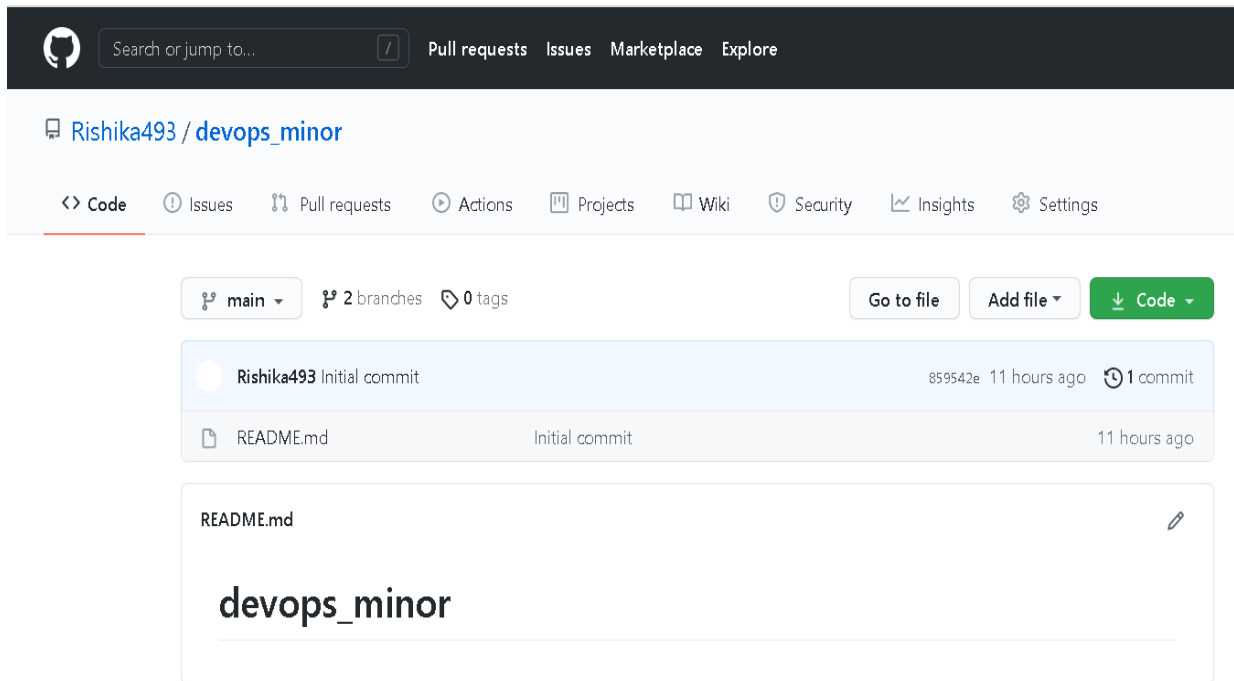 Search or jump to... / Pull requests Issues Marketplace Explore
Rishika493 / devops_minor
<> Code Issues Pull requests Actions Projects Wiki Security Insights Settings
main 2 branches 0 tags Go to file Add file Code
Rishika493 Initial commit 859542e 11 hours ago 1 commit
README.md Initial commit 11 hours ago
README.md
devops_minor